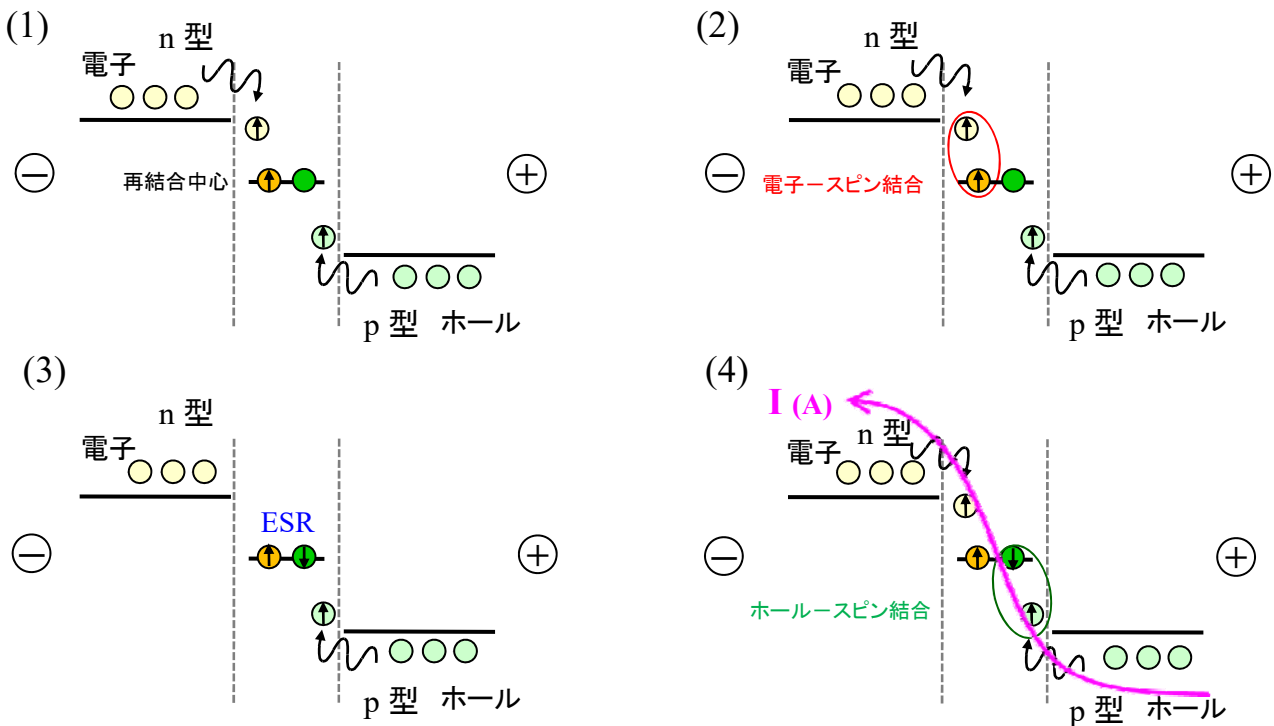 (1)
n 型
電子
再結合中心
－
＋
p 型 ホール
(2)
n 型
電子
電子－スピン結合
－
＋
p 型 ホール
(3)
n 型
電子
ESR
－
＋
p 型 ホール
(4)
I (A)
n 型
電子
ホール－スピン結合
－
＋
p 型 ホール